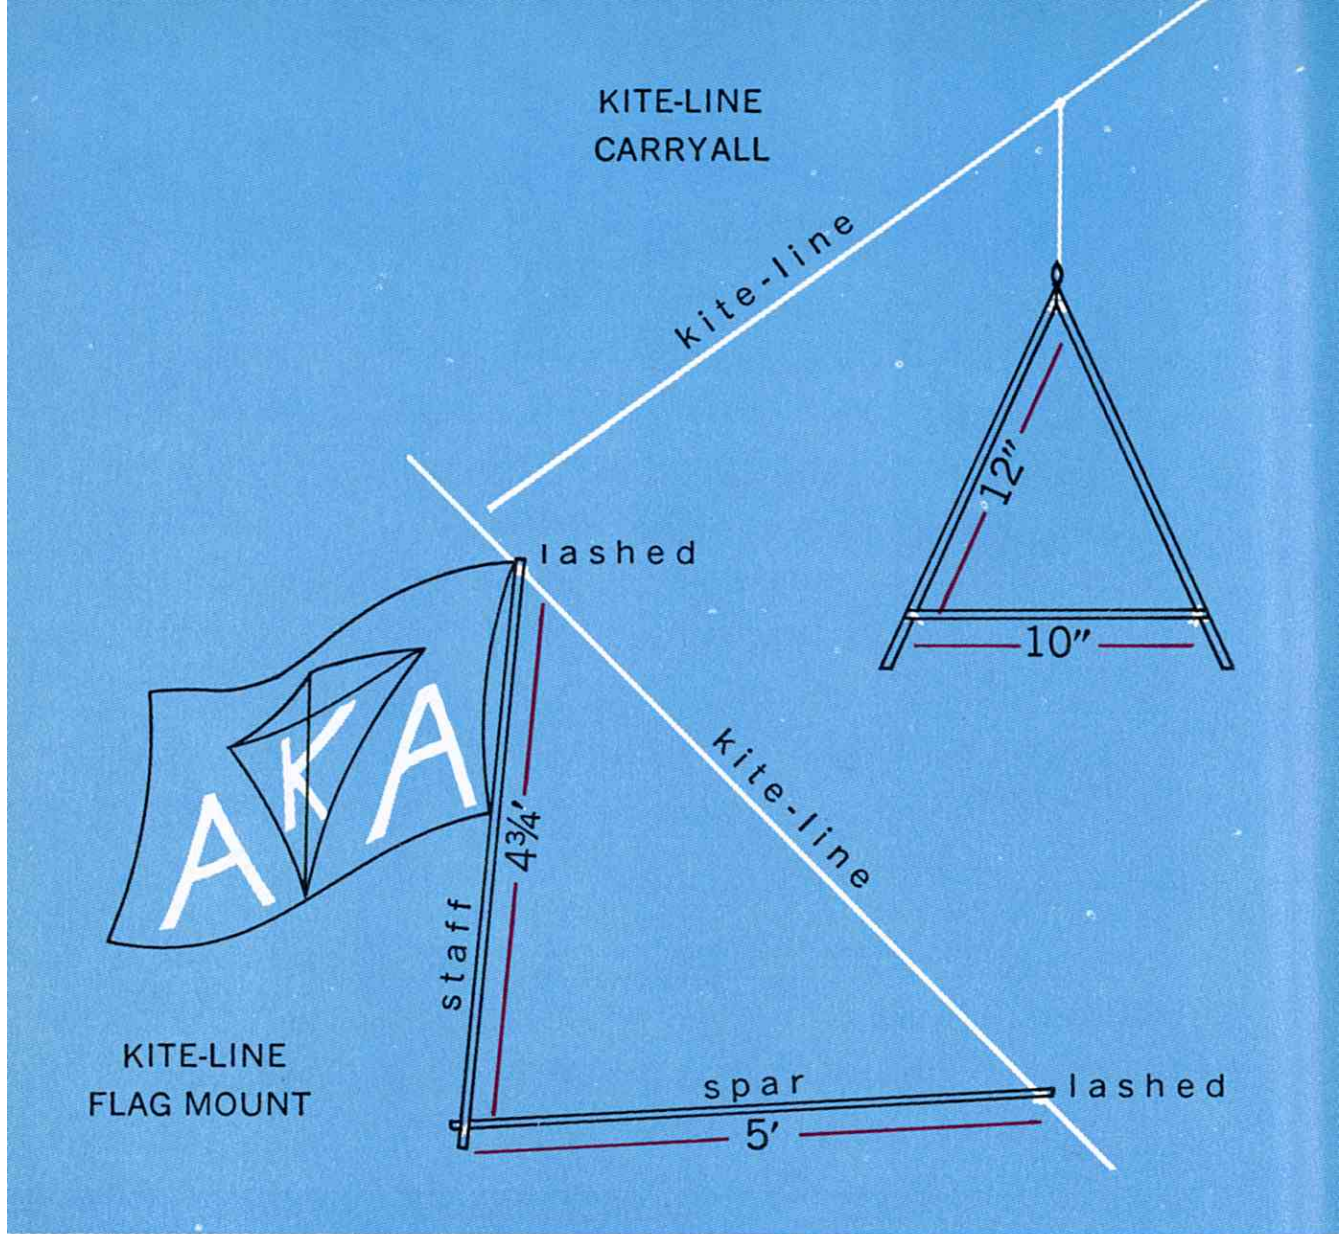 KITE-LINE
CARRYALL
kite-line
12″
10″
lashed
AKA
4¾′
kite-line
staff
KITE-LINE
FLAG MOUNT
spar
lashed
5′